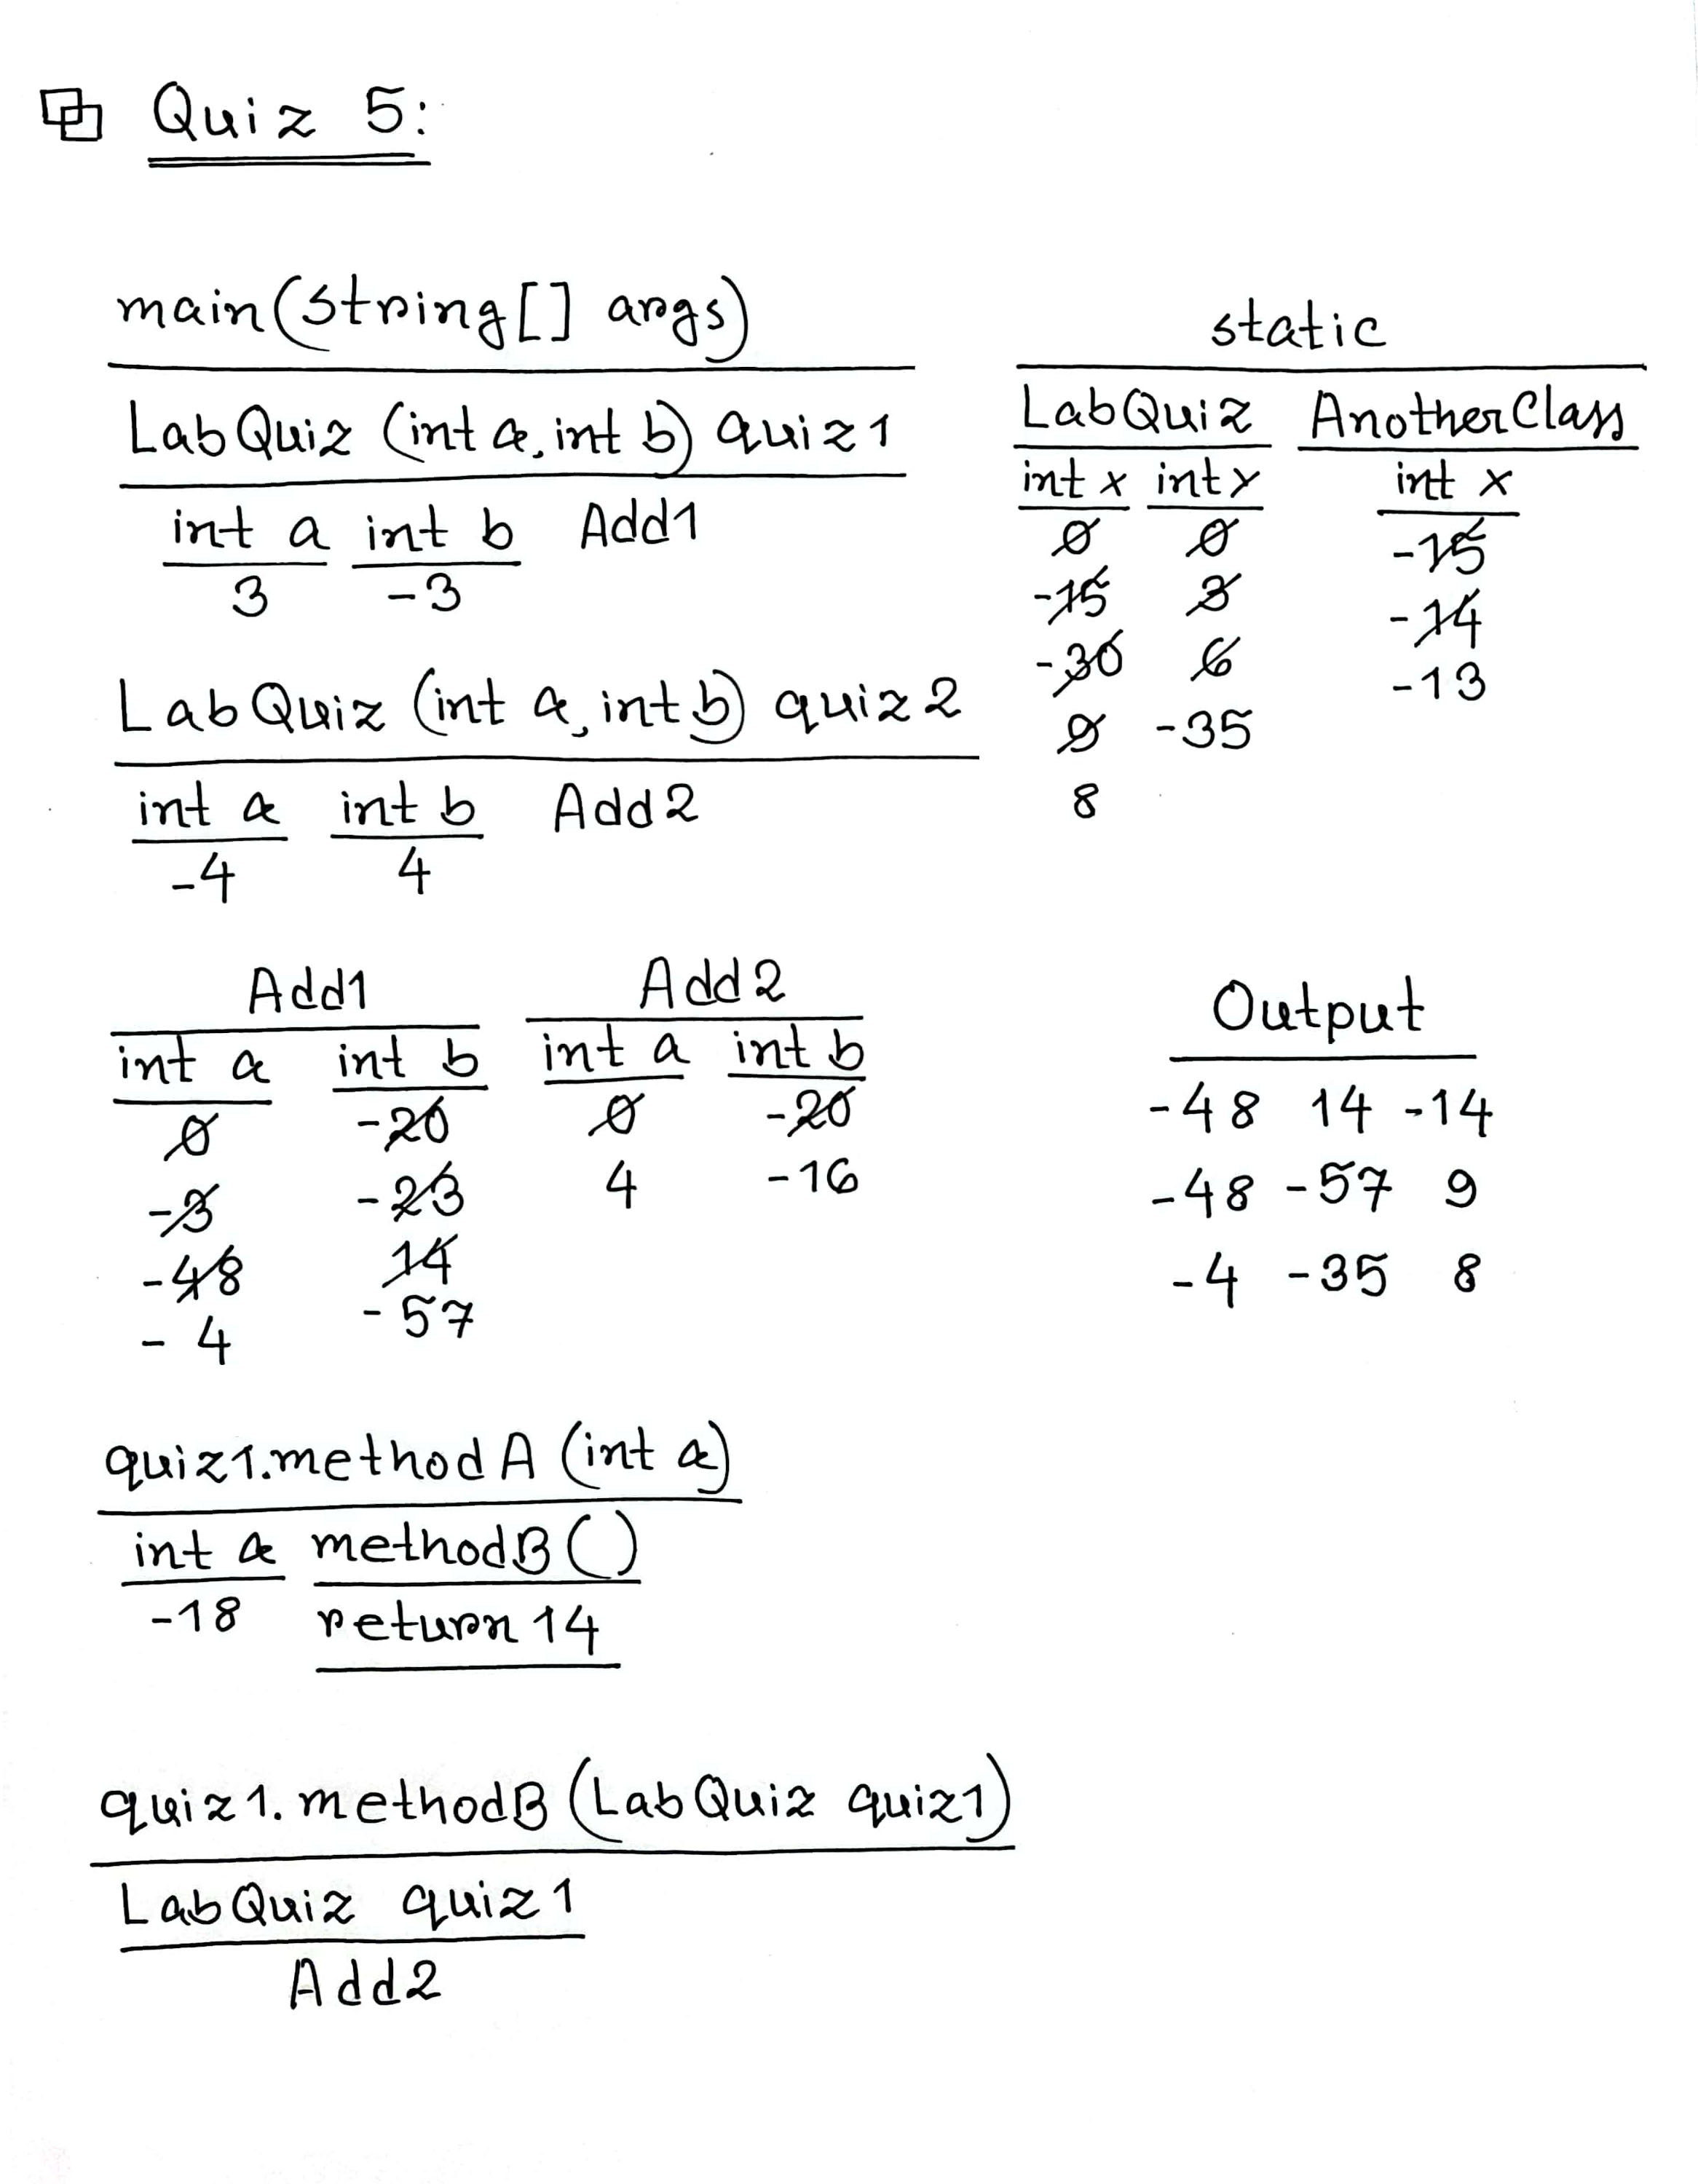 Quiz 5:
main(String[] args)
LabQuiz (int a, int b) quiz1
int a int b Add1
3 -3
LabQuiz (int a, int b) quiz2
int a int b Add2
-4 4
static
LabQuiz AnotherClass
int x int y int x
0 0 -15
-15 3 -14
-30 6 -13
9 -35
8
Add1 Add2
int a int b int a int b
0 -20 0 -20
-3 -23 4 -16
-48 14
-4 -57
Output
-48 14 -14
-48 -57 9
-4 -35 8
quiz1.methodA (int a)
int a methodB()
-18 return 14
quiz1.methodB(LabQuiz quiz1)
LabQuiz quiz1
Add2